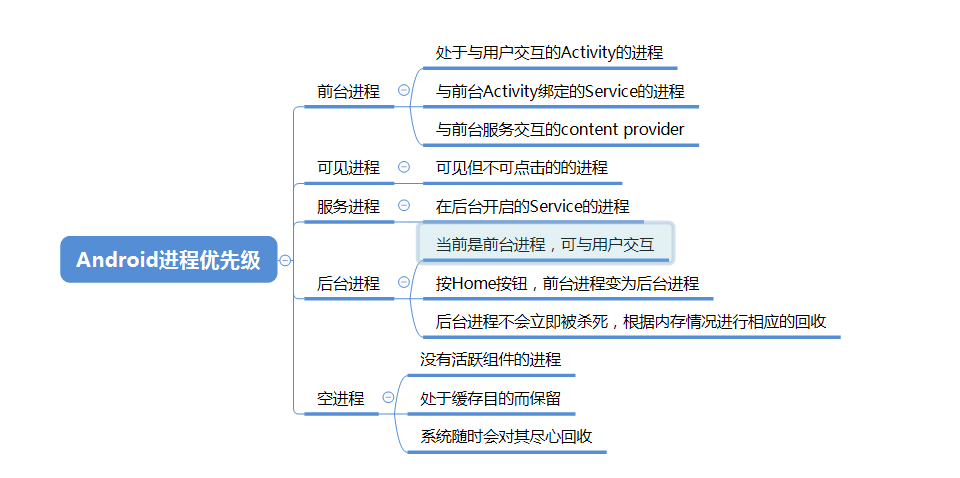 Android进程优先级
前台进程
处于与用户交互的Activity的进程
与前台Activity绑定的Service的进程
与前台服务交互的content provider
可见进程
可见但不可点击的的进程
服务进程
在后台开启的Service的进程
后台进程
当前是前台进程，可与用户交互
按Home按钮，前台进程变为后台进程
后台进程不会立即被杀死，根据内存情况进行相应的回收
空进程
没有活跃组件的进程
处于缓存目的而保留
系统随时会对其尽心回收